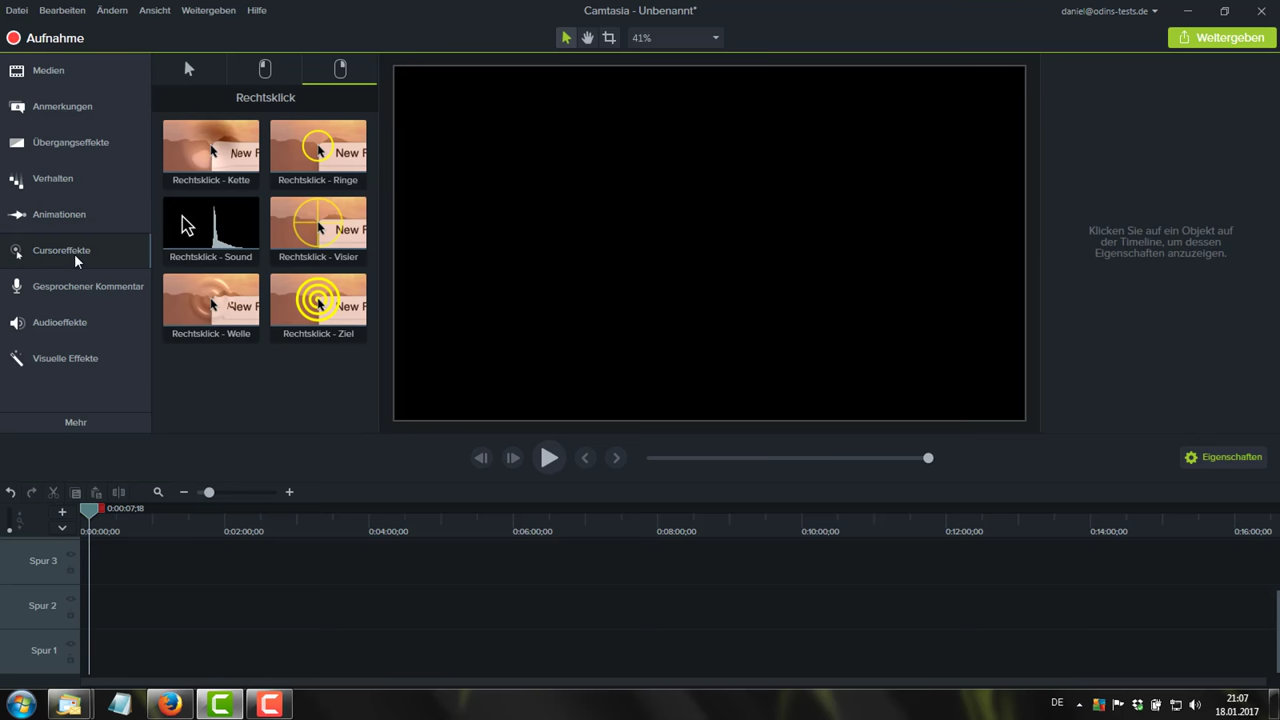 Datei Bearbeiten Ändern Ansicht Weitergeben Hilfe
Camtasia - Unbenannt*
daniel@odins-tests.de
Aufnahme
41%
Weitergeben
Medien
Anmerkungen
Übergangseffekte
Verhalten
Animationen
Cursoreffekte
Gesprochener Kommentar
Audioeffekte
Visuelle Effekte
Mehr
Rechtsklick
New F
New F
Rechtsklick - Kette
Rechtsklick - Ringe
New F
Rechtsklick - Sound
Rechtsklick - Visier
New F
New F
Rechtsklick - Welle
Rechtsklick - Ziel
Klicken Sie auf ein Objekt auf
der Timeline, um dessen
Eigenschaften anzuzeigen.
Eigenschaften
0:00:07;18
0:00:00;00 0:02:00;00 0:04:00;00 0:06:00;00 0:08:00;00 0:10:00;00 0:12:00;00 0:14:00;00 0:16:00;00
Spur 3
Spur 2
Spur 1
DE
21:07
18.01.2017